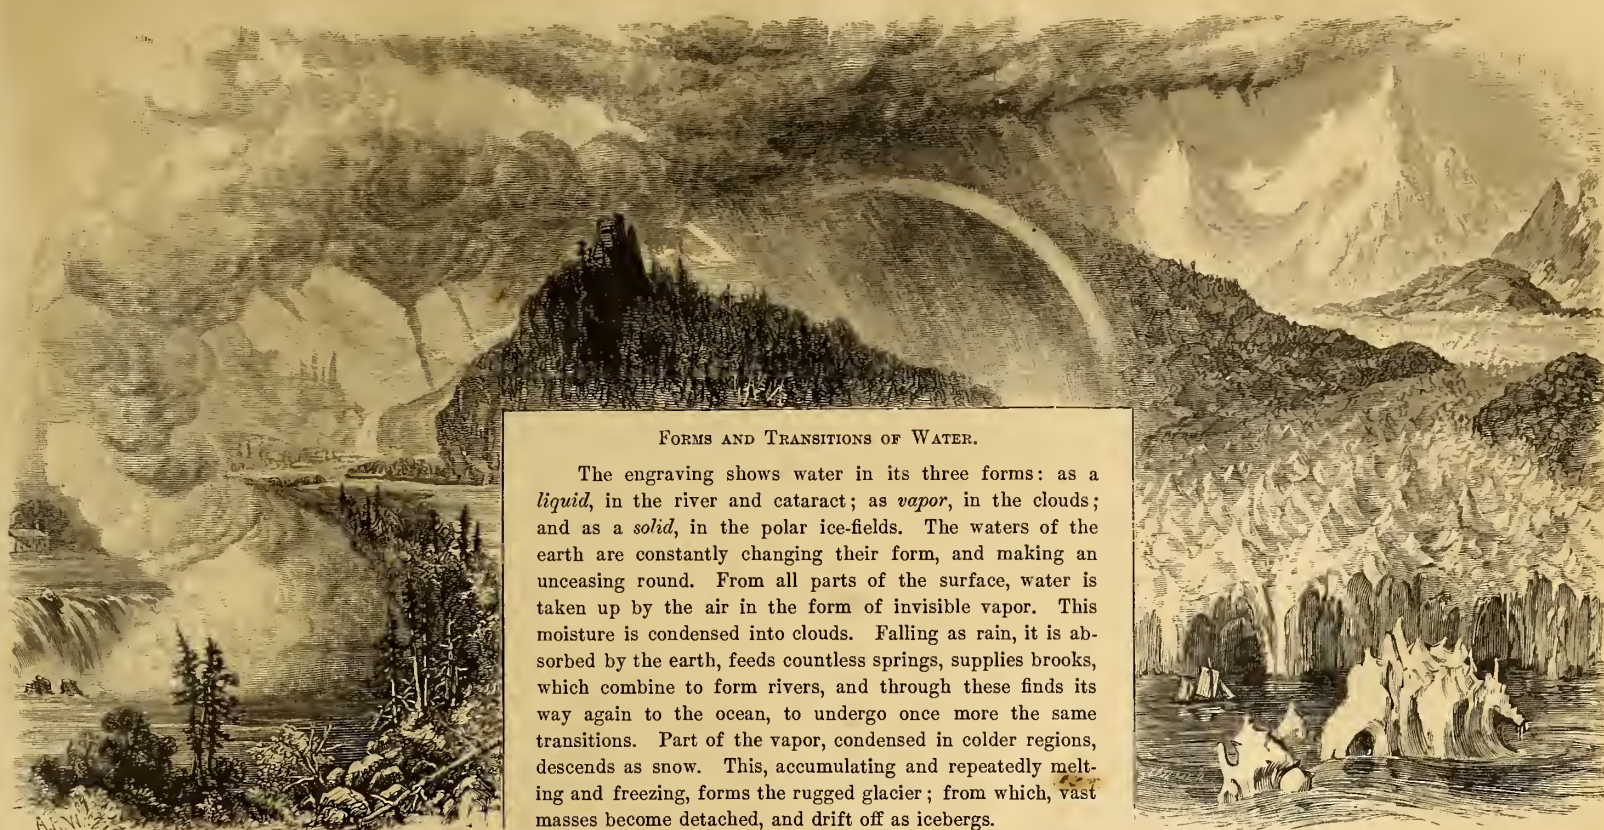 Forms and Transitions of Water.
The engraving shows water in its three forms: as a
liquid, in the river and cataract; as vapor, in the clouds;
and as a solid, in the polar ice-fields. The waters of the
earth are constantly changing their form, and making an
unceasing round. From all parts of the surface, water is
taken up by the air in the form of invisible vapor. This
moisture is condensed into clouds. Falling as rain, it is ab-
sorbed by the earth, feeds countless springs, supplies brooks,
which combine to form rivers, and through these finds its
way again to the ocean, to undergo once more the same
transitions. Part of the vapor, condensed in colder regions,
descends as snow. This, accumulating and repeatedly melt-
ing and freezing, forms the rugged glacier; from which, vast
masses become detached, and drift off as icebergs.